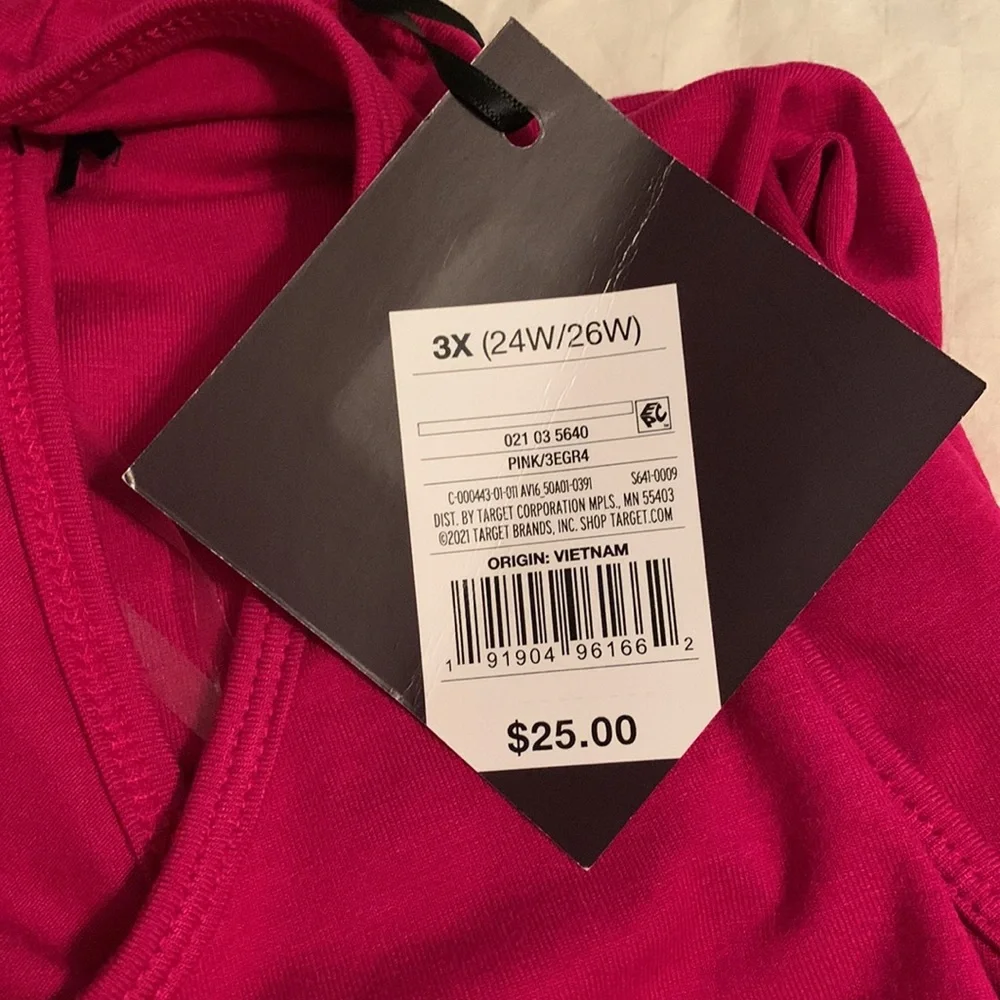 3X (24W/26W)
EPC
021 03 5640
PINK/3EGR4
C-000443-01-011 AV16_50A01-0391 S641-0009
DIST. BY TARGET CORPORATION MPLS., MN 55403
©2021 TARGET BRANDS, INC. SHOP TARGET.COM
ORIGIN: VIETNAM
1 91904 96166 2
$25.00